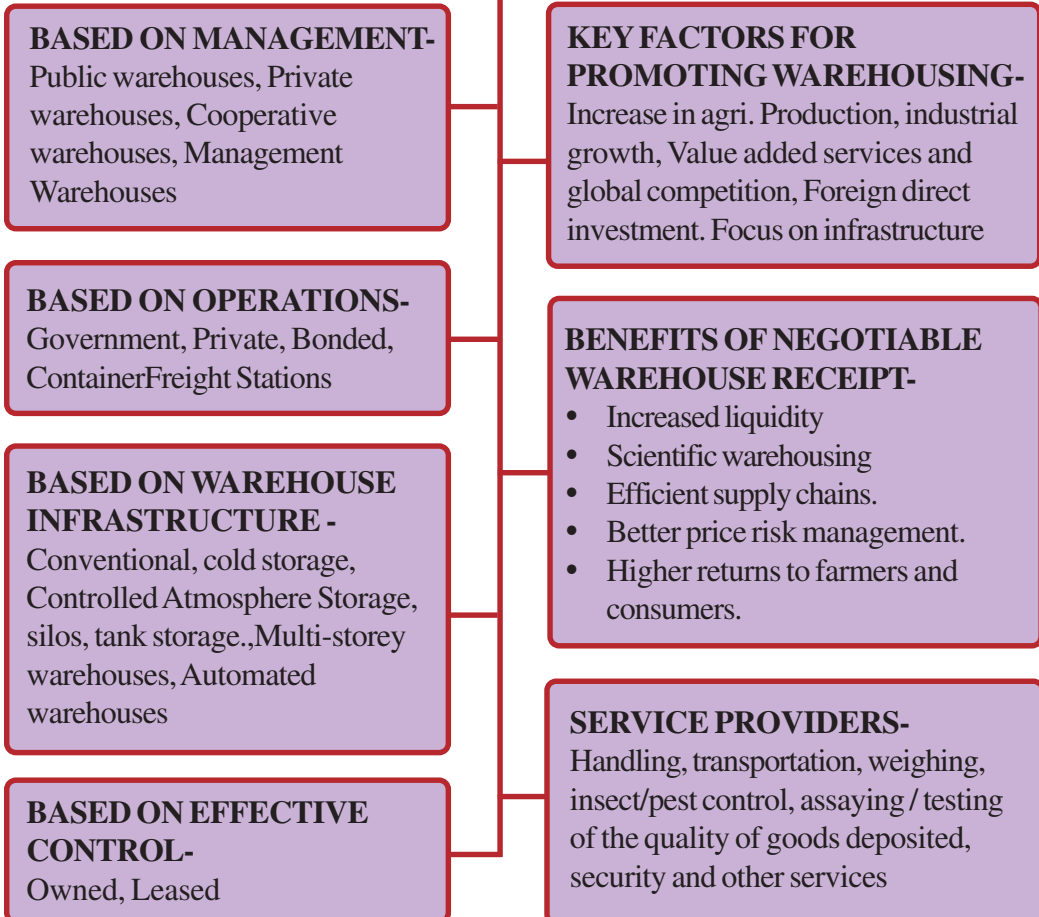 BASED ON MANAGEMENT-
Public warehouses, Private
warehouses, Cooperative
warehouses, Management
Warehouses
BASED ON OPERATIONS-
Government, Private, Bonded,
ContainerFreight Stations
BASED ON WAREHOUSE
INFRASTRUCTURE -
Conventional, cold storage,
Controlled Atmosphere Storage,
silos, tank storage.,Multi-storey
warehouses, Automated
warehouses
BASED ON EFFECTIVE
CONTROL-
Owned, Leased
KEY FACTORS FOR
PROMOTING WAREHOUSING-
Increase in agri. Production, industrial
growth, Value added services and
global competition, Foreign direct
investment. Focus on infrastructure
BENEFITS OF NEGOTIABLE
WAREHOUSE RECEIPT-
• Increased liquidity
• Scientific warehousing
• Efficient supply chains.
• Better price risk management.
• Higher returns to farmers and
consumers.
SERVICE PROVIDERS-
Handling, transportation, weighing,
insect/pest control, assaying / testing
of the quality of goods deposited,
security and other services